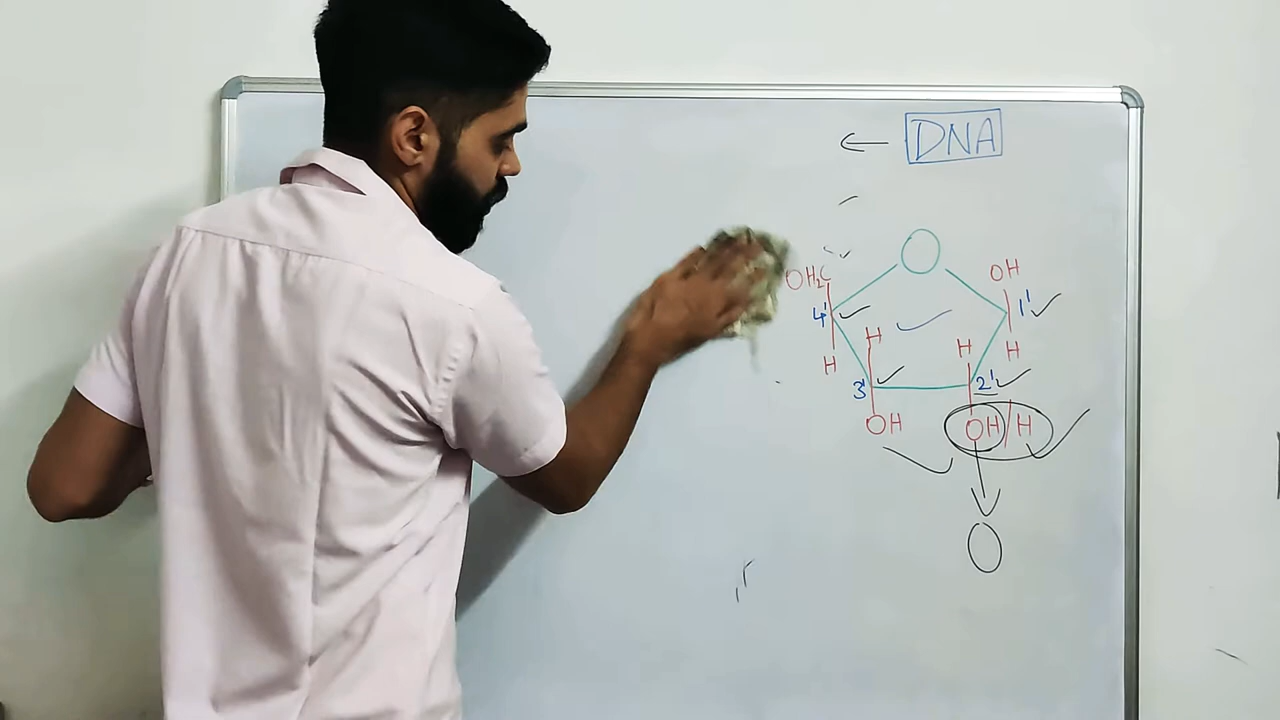 ← DNA
O
OH₂C OH
4' 1'
H H
H H
3' 2'
OH OH/H
O